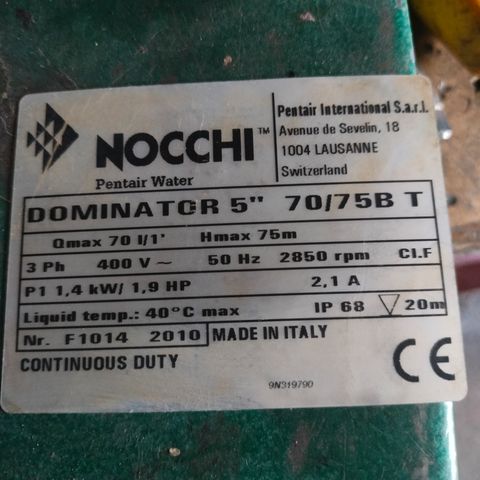 NOCCHI™
Pentair Water
Pentair International S.a.r.l.
Avenue de Sevelin, 18
1004 LAUSANNE
Switzerland
DOMINATOR 5" 70/75B T
Qmax 70 l/1' Hmax 75m
3 Ph 400 V ~ 50 Hz 2850 rpm Cl.F
P1 1,4 kW/ 1,9 HP 2,1 A
Liquid temp.: 40°C max IP 68 20m
Nr. F1014 2010 MADE IN ITALY
CONTINUOUS DUTY
CE
9N319790